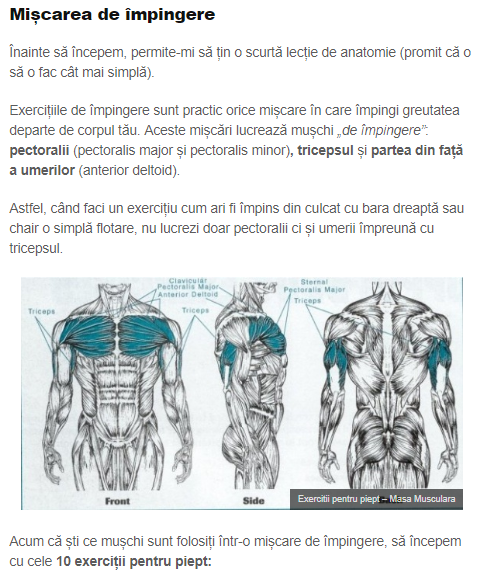 Mișcarea de împingere
Înainte să începem, permite-mi să țin o scurtă lecție de anatomie (promit că o
să o fac cât mai simplă).
Exercițiile de împingere sunt practic orice mișcare în care împingi greutatea
departe de corpul tău. Aceste mișcări lucrează mușchi „de împingere”:
pectoralii (pectoralis major și pectoralis minor), tricepsul și partea din față
a umerilor (anterior deltoid).
Astfel, când faci un exercițiu cum ari fi împins din culcat cu bara dreaptă sau
chair o simplă flotare, nu lucrezi doar pectoralii ci și umerii împreună cu
tricepsul.
Clavicular
Pectoralis Major
Anterior Deltoid
Triceps
Triceps
Sternal
Pectoralis Major
Triceps
Front
Side
Exercitii pentru piept – Masa Musculara
Acum că ști ce mușchi sunt folosiți într-o mișcare de împingere, să începem
cu cele 10 exerciții pentru piept: